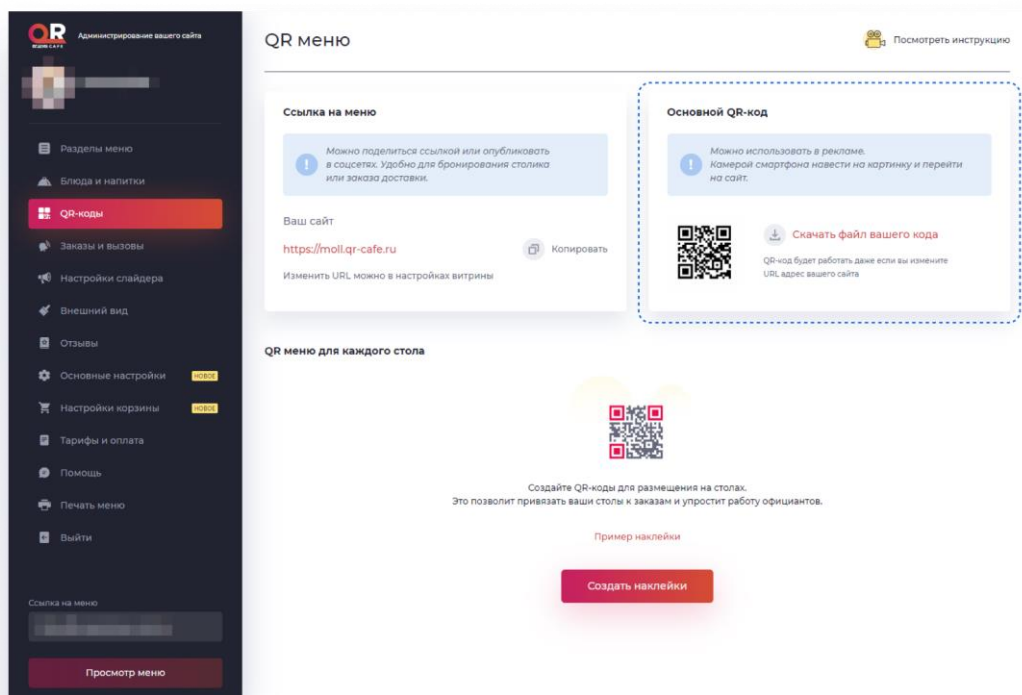 QR
ВЕШНЯ CAFE
Администрирование вашего сайта
Разделы меню
Блюда и напитки
QR-коды
Заказы и вызовы
Настройки слайдера
Внешний вид
Отзывы
Основные настройки НОВОЕ
Настройки корзины НОВОЕ
Тарифы и оплата
Помощь
Печать меню
Выйти
Ссылка на меню
Просмотр меню
QR меню
Посмотреть инструкцию
Ссылка на меню
Можно поделиться ссылкой или опубликовать
в соцсетях. Удобно для бронирования столика
или заказа доставки.
Ваш сайт
https://moll.qr-cafe.ru
Копировать
Изменить URL можно в настройках витрины
Основной QR-код
Можно использовать в рекламе.
Камерой смартфона навести на картинку и перейти
на сайт.
Скачать файл вашего кода
QR-код будет работать даже если вы измените
URL адрес вашего сайта
QR меню для каждого стола
Создайте QR-коды для размещения на столах.
Это позволит привязать ваши столы к заказам и упростит работу официантов.
Пример наклейки
Создать наклейки